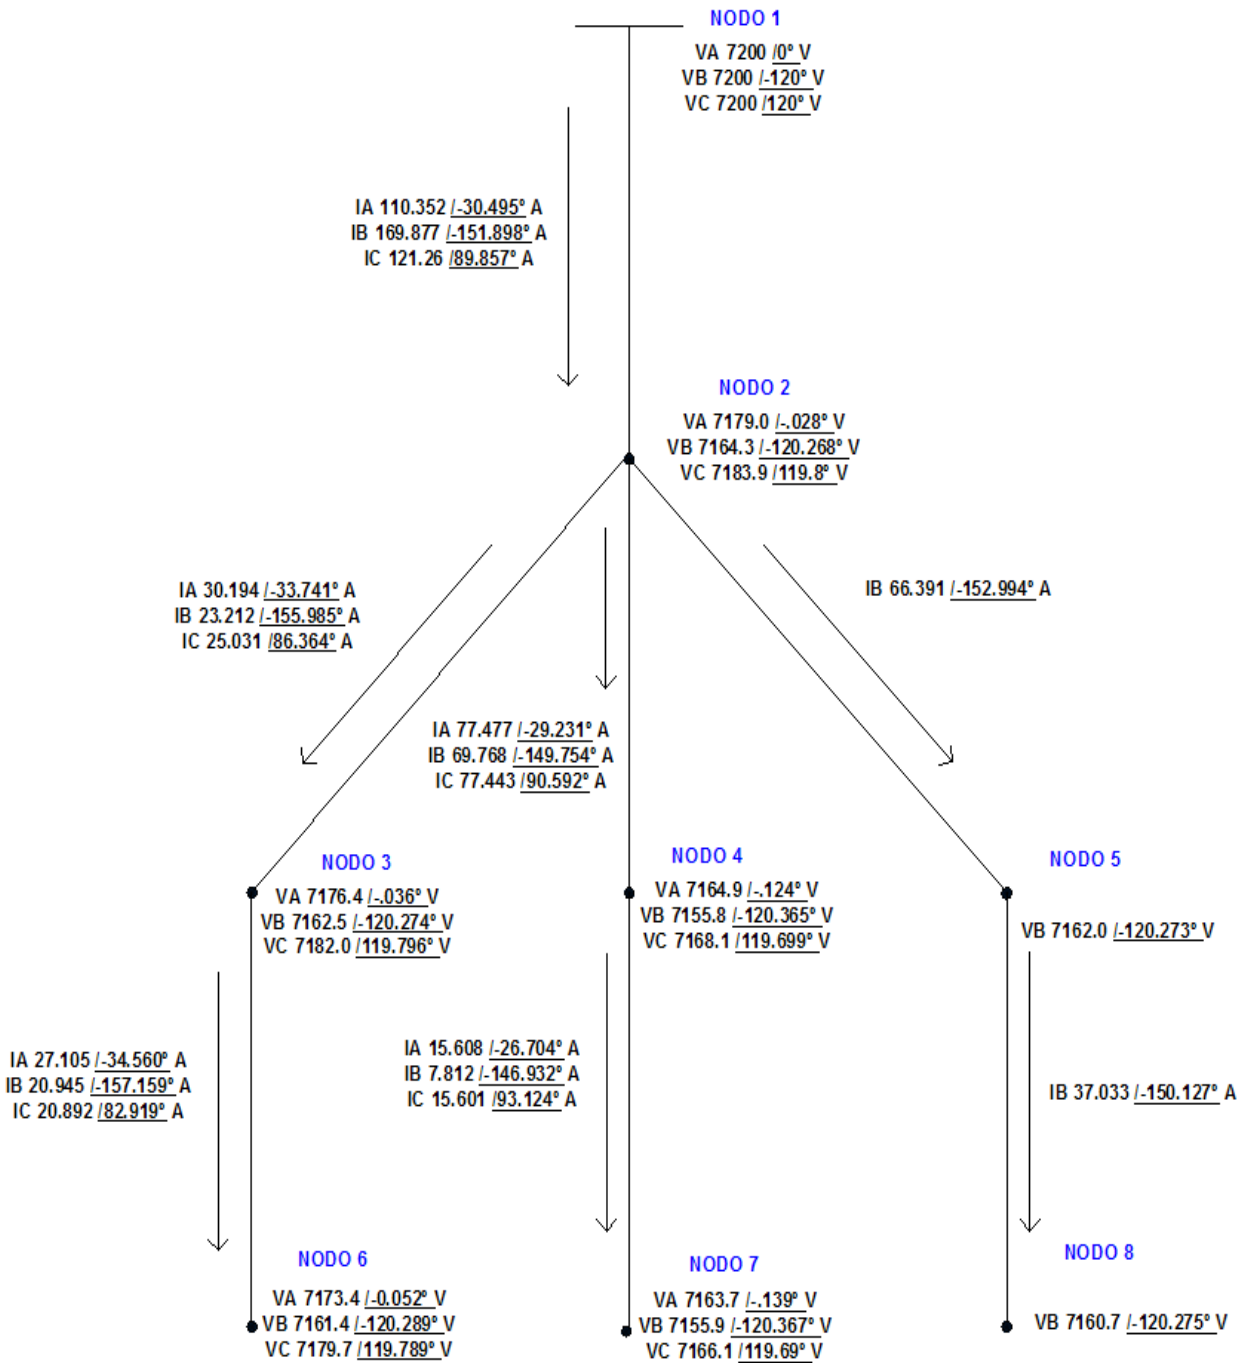 NODO 1
VA 7200 /0° V
VB 7200 /-120° V
VC 7200 /120° V
IA 110.352 /-30.495° A
IB 169.877 /-151.898° A
IC 121.26 /89.857° A
NODO 2
VA 7179.0 /-.028° V
VB 7164.3 /-120.268° V
VC 7183.9 /119.8° V
IA 30.194 /-33.741° A
IB 23.212 /-155.985° A
IC 25.031 /86.364° A
IB 66.391 /-152.994° A
IA 77.477 /-29.231° A
IB 69.768 /-149.754° A
IC 77.443 /90.592° A
NODO 3
VA 7176.4 /-.036° V
VB 7162.5 /-120.274° V
VC 7182.0 /119.796° V
NODO 4
VA 7164.9 /-.124° V
VB 7155.8 /-120.365° V
VC 7168.1 /119.699° V
NODO 5
VB 7162.0 /-120.273° V
IA 27.105 /-34.560° A
IB 20.945 /-157.159° A
IC 20.892 /82.919° A
IA 15.608 /-26.704° A
IB 7.812 /-146.932° A
IC 15.601 /93.124° A
IB 37.033 /-150.127° A
NODO 6
VA 7173.4 /-0.052° V
VB 7161.4 /-120.289° V
VC 7179.7 /119.789° V
NODO 7
VA 7163.7 /-.139° V
VB 7155.9 /-120.367° V
VC 7166.1 /119.69° V
NODO 8
VB 7160.7 /-120.275° V